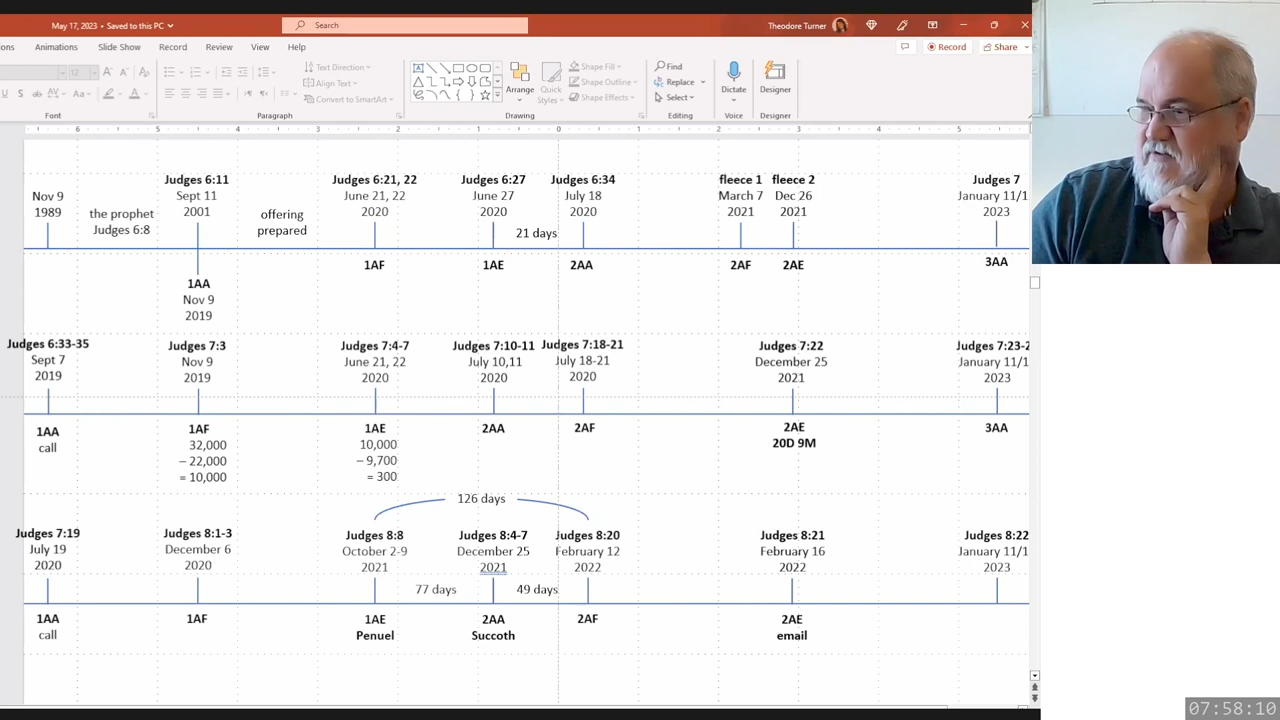 May 17, 2023 • Saved to this PC
Search
Theodore Turner
ons Animations Slide Show Record Review View Help
Record Share
12
Text Direction
Align Text
Convert to SmartArt
Arrange
Quick Styles
Shape Fill
Shape Outline
Shape Effects
Find
Replace
Select
Dictate
Designer
Font Paragraph Drawing Editing Voice Designer
6 5 4 3 2 1 0 1 2 3 4 5
Judges 6:11 Judges 6:21, 22 Judges 6:27 Judges 6:34 fleece 1 fleece 2 Judges 7
Nov 9 Sept 11 June 21, 22 June 27 July 18 March 7 Dec 26 January 11/1
1989 the prophet 2001 offering 2020 2020 2020 2021 2021 2023
Judges 6:8 prepared 21 days
1AF 1AE 2AA 2AF 2AE 3AA
1AA
Nov 9
2019
Judges 6:33-35 Judges 7:3 Judges 7:4-7 Judges 7:10-11 Judges 7:18-21 Judges 7:22 Judges 7:23-2
Sept 7 Nov 9 June 21, 22 July 10,11 July 18-21 December 25 January 11/1
2019 2019 2020 2020 2020 2021 2023
1AA 1AF 1AE 2AA 2AF 2AE 3AA
call 32,000 10,000 20D 9M
– 22,000 – 9,700
= 10,000 = 300
126 days
Judges 7:19 Judges 8:1-3 Judges 8:8 Judges 8:4-7 Judges 8:20 Judges 8:21 Judges 8:22
July 19 December 6 October 2-9 December 25 February 12 February 16 January 11/1
2020 2020 2021 2021 2022 2022 2023
77 days 49 days
1AA 1AF 1AE 2AA 2AF 2AE
call Penuel Succoth email
07:58:10